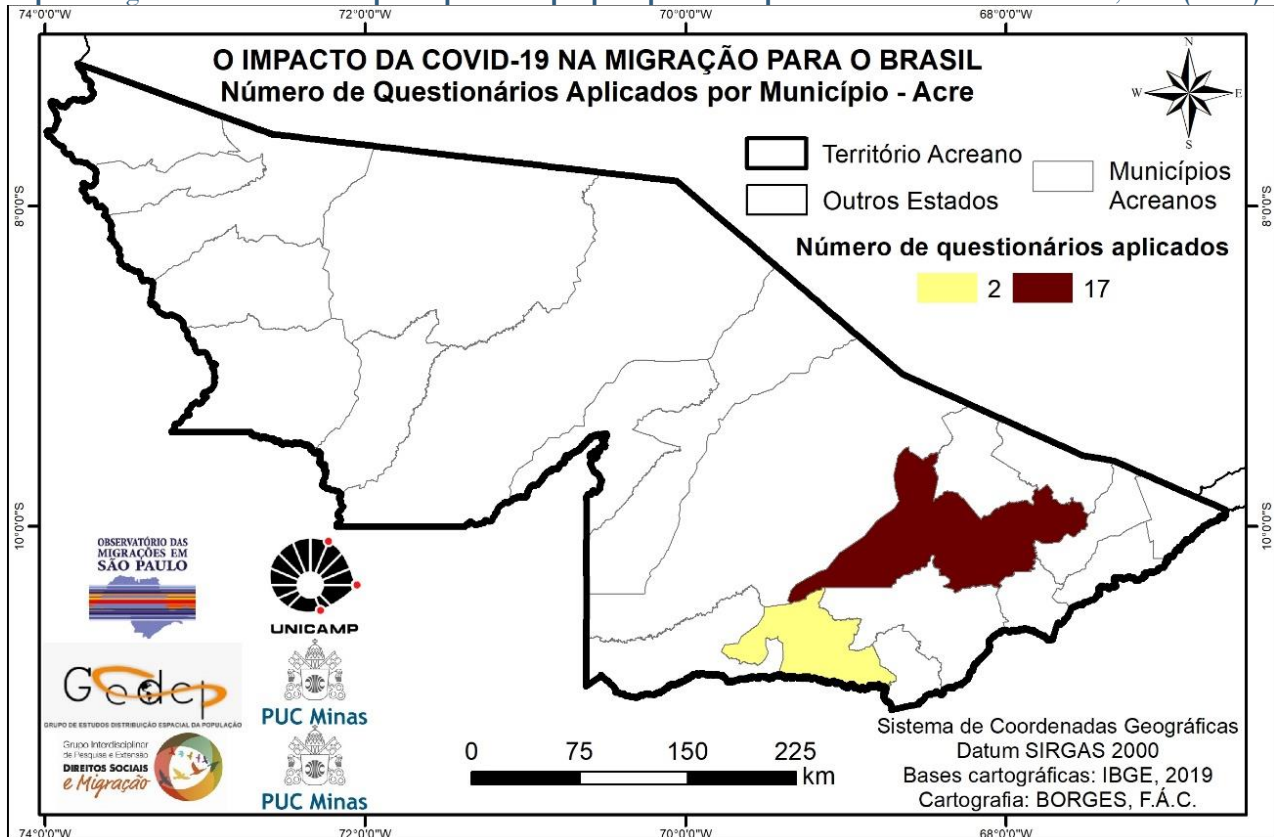 74°0'0"W 72°0'0"W 70°0'0"W 68°0'0"W
O IMPACTO DA COVID-19 NA MIGRAÇÃO PARA O BRASIL
Número de Questionários Aplicados por Município - Acre
N
W E
S
Território Acreano
Outros Estados
Municípios
Acreanos
Número de questionários aplicados
2 17
8°0'0"S 8°0'0"S
10°0'0"S 10°0'0"S
OBSERVATÓRIO DAS
MIGRAÇÕES EM
SÃO PAULO
UNICAMP
Gedep
GRUPO DE ESTUDOS DISTRIBUIÇÃO ESPACIAL DA POPULAÇÃO
PUC Minas
Grupo Interdisciplinar
de Pesquisa e Extensão
DIREITOS SOCIAIS
e Migração
PUC Minas
0 75 150 225
km
Sistema de Coordenadas Geográficas
Datum SIRGAS 2000
Bases cartográficas: IBGE, 2019
Cartografia: BORGES, F.Á.C.
74°0'0"W 72°0'0"W 70°0'0"W 68°0'0"W